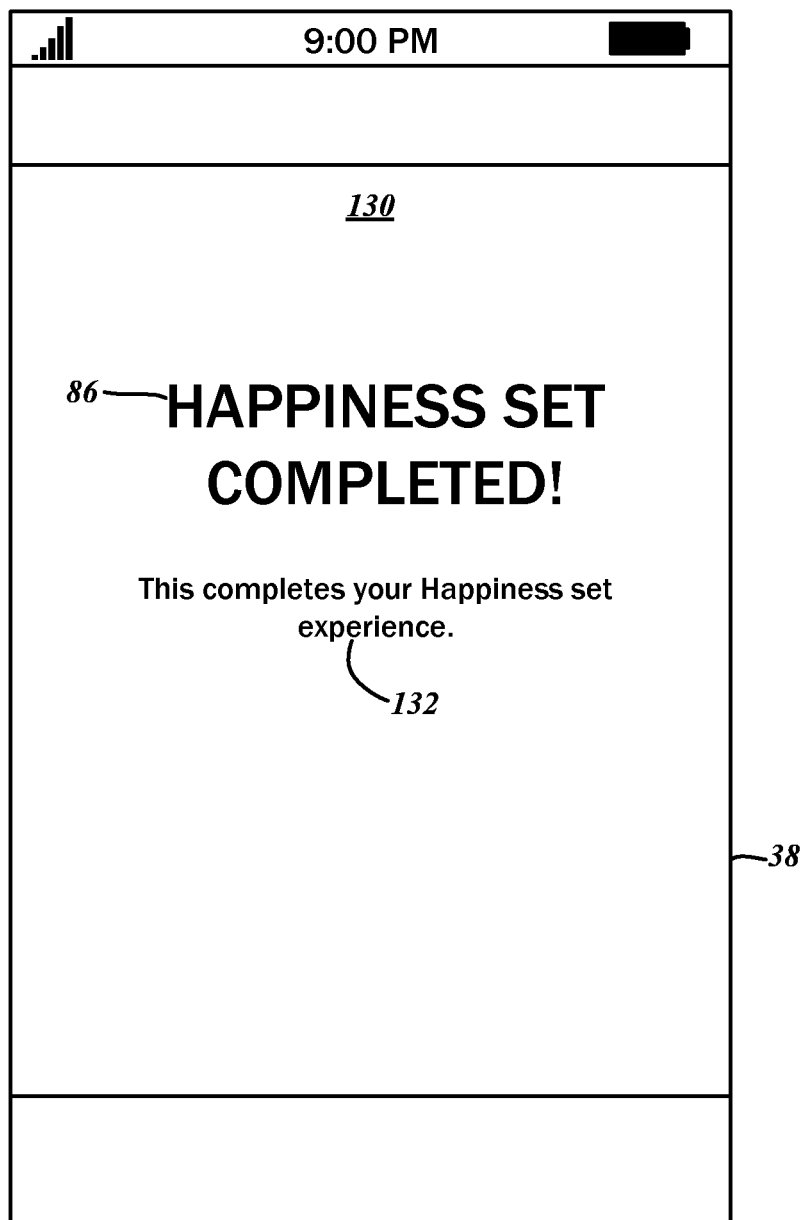 9:00 PM
130
86
HAPPINESS SET
COMPLETED!
This completes your Happiness set
experience.
132
38